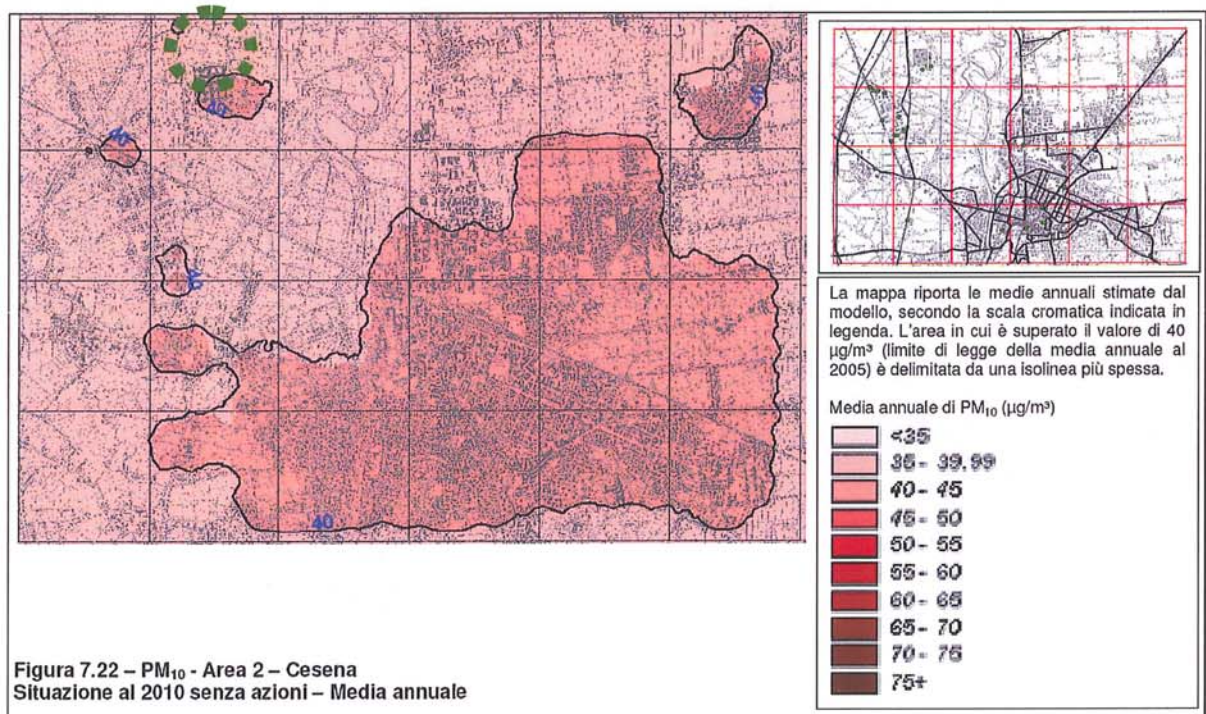 40
40
40
40
40
La mappa riporta le medie annuali stimate dal
modello, secondo la scala cromatica indicata in
legenda. L'area in cui è superato il valore di 40
µg/m³ (limite di legge della media annuale al
2005) è delimitata da una isolinea più spessa.
Media annuale di PM₁₀ (µg/m³)
<35
35 - 39.99
40 - 45
45 - 50
50 - 55
55 - 60
60 - 65
65 - 70
70 - 75
75+
Figura 7.22 – PM₁₀ - Area 2 – Cesena
Situazione al 2010 senza azioni – Media annuale